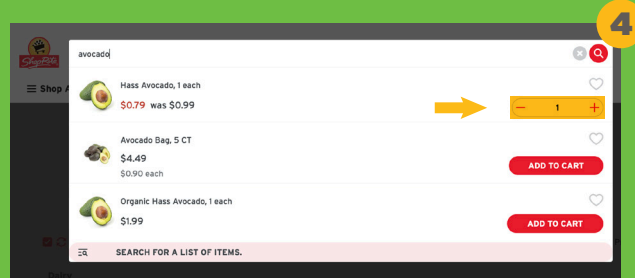 4
ShopRite
avocado
Shop A
Hass Avocado, 1 each
$0.79 was $0.99
1
Avocado Bag, 5 CT
$4.49
$0.90 each
ADD TO CART
Organic Hass Avocado, 1 each
$1.99
ADD TO CART
SEARCH FOR A LIST OF ITEMS.
Dairy